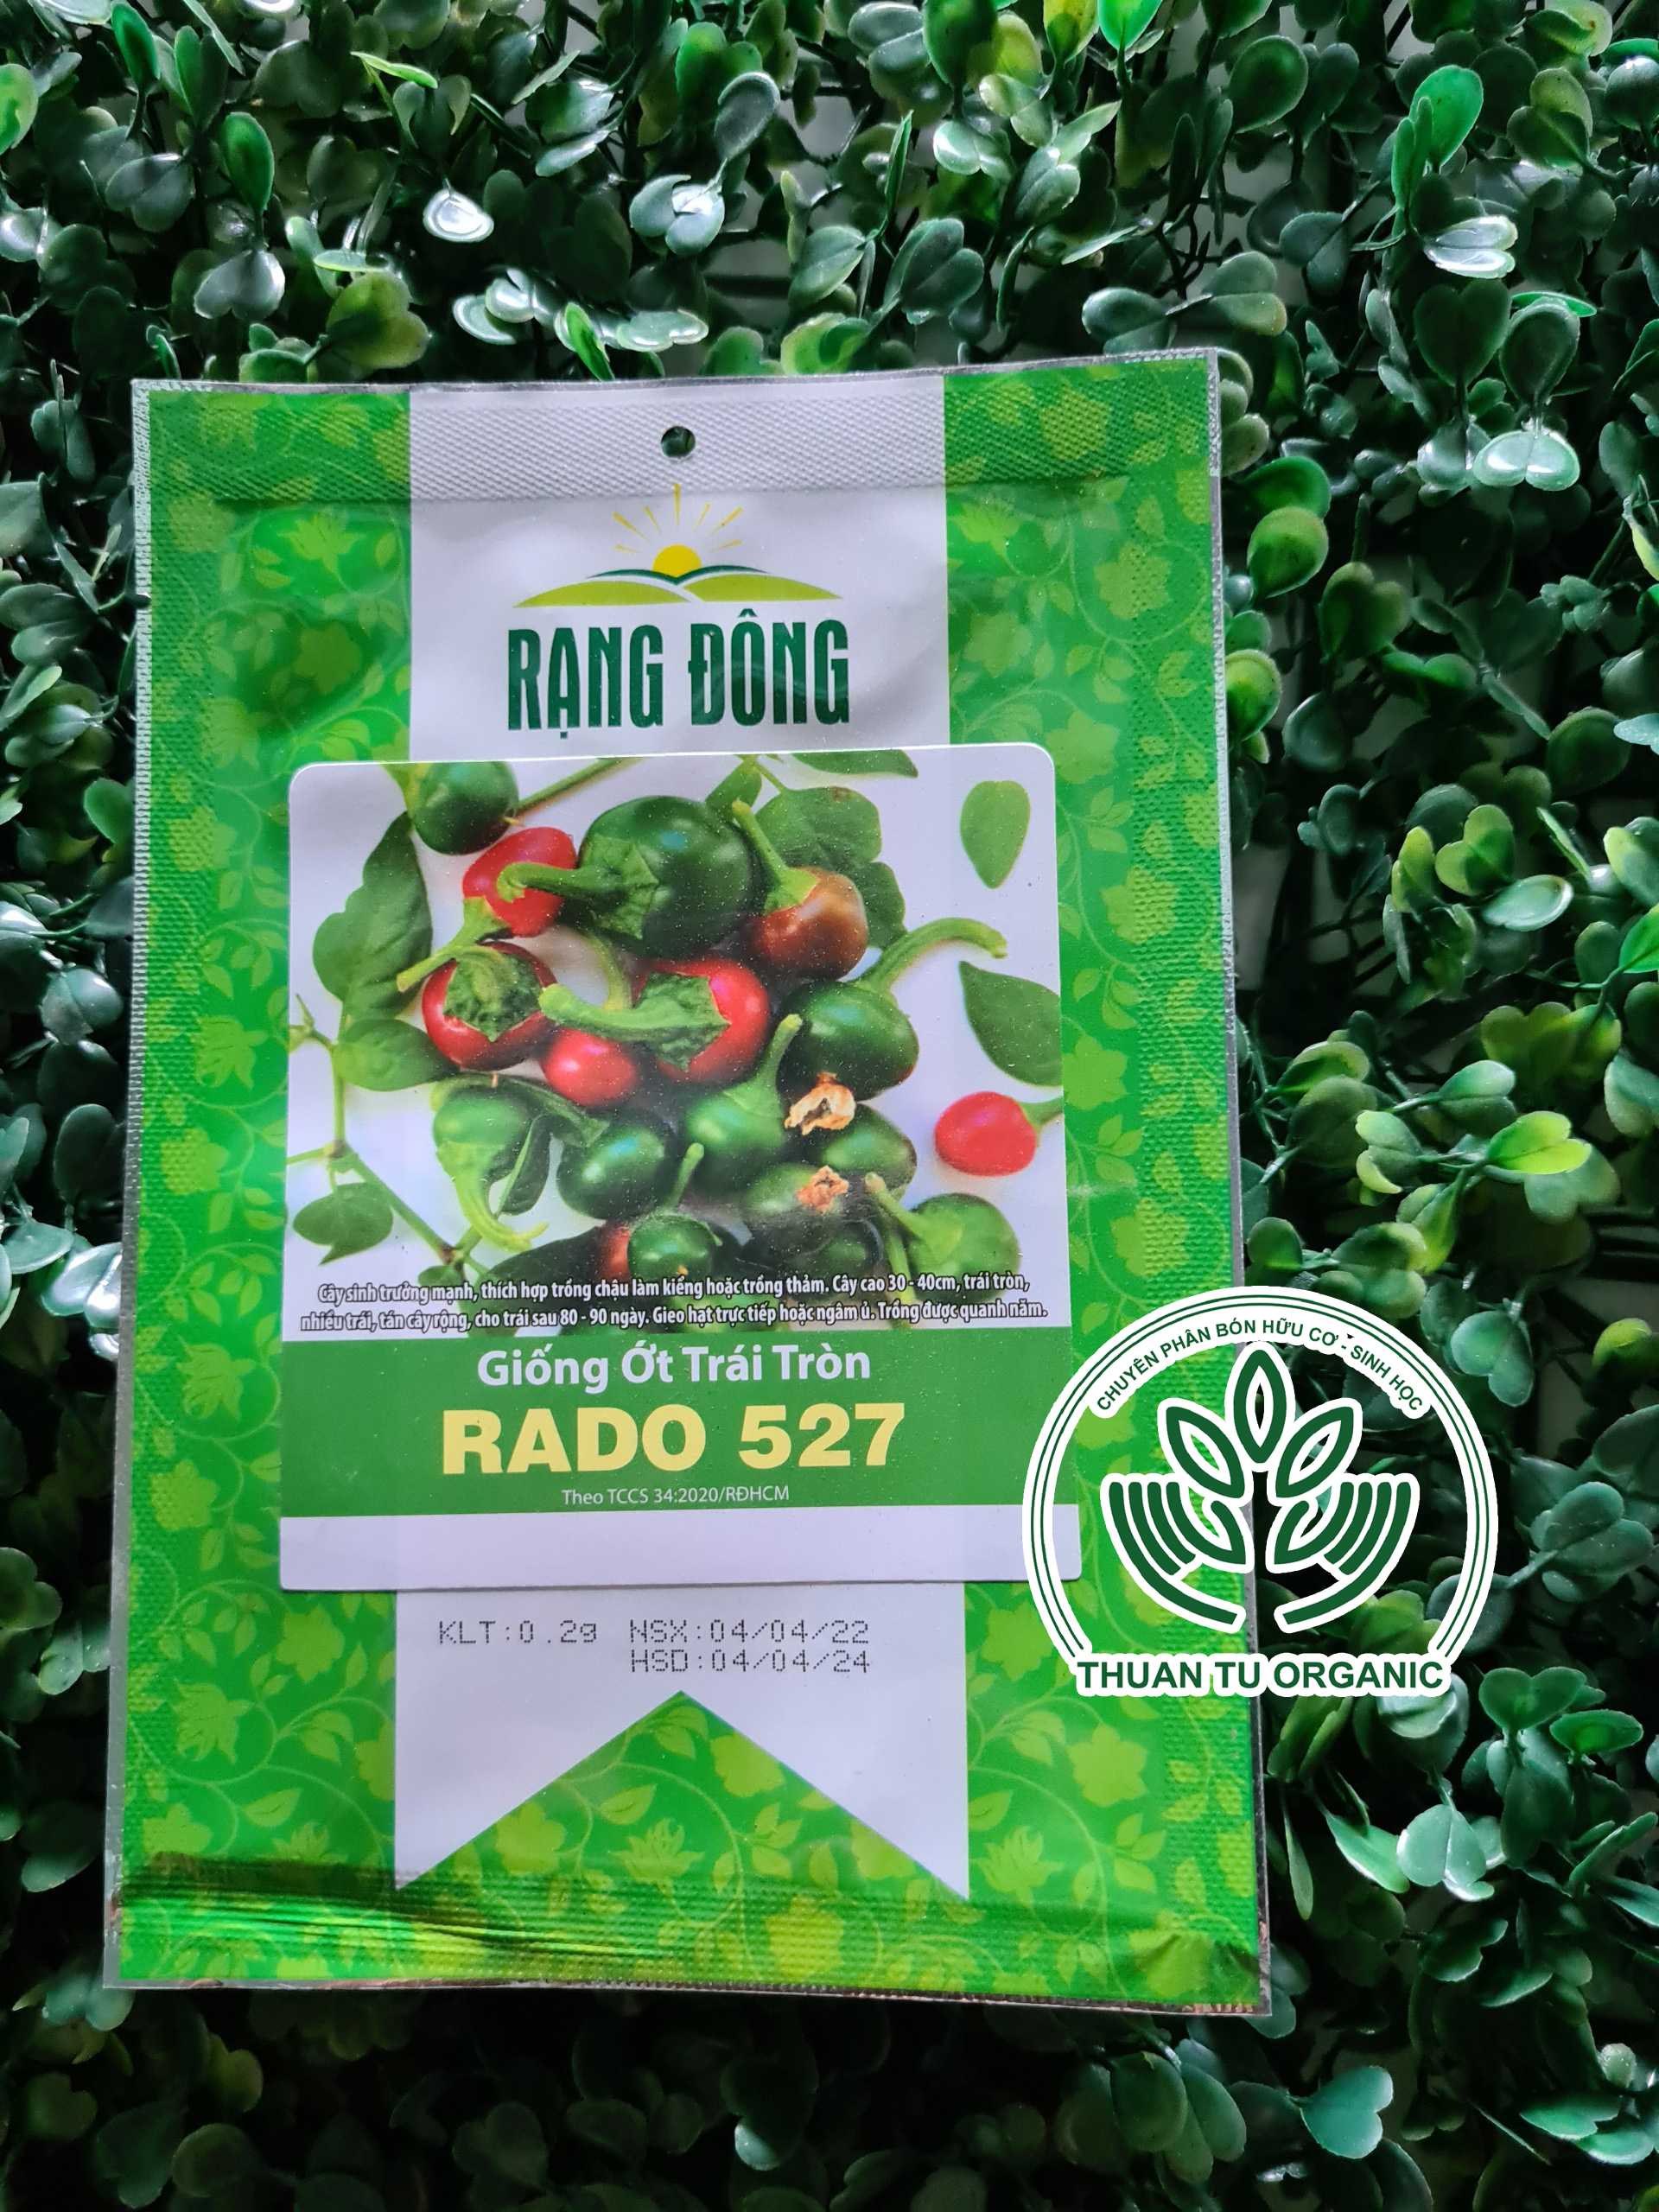 RẠNG ĐÔNG
Cây sinh trưởng mạnh, thích hợp trồng chậu làm kiểng hoặc trồng thảm. Cây cao 30 - 40cm, trái tròn,
nhiều trái, tán cây rộng, cho trái sau 80 - 90 ngày. Gieo hạt trực tiếp hoặc ngâm ủ. Trồng được quanh năm.
Giống Ớt Trái Tròn
RADO 527
Theo TCCS 34:2020/RĐHCM
KLT:0.2g NSX:04/04/22
HSD:04/04/24
CHUYÊN PHÂN BÓN HỮU CƠ - SINH HỌC
THUAN TU ORGANIC